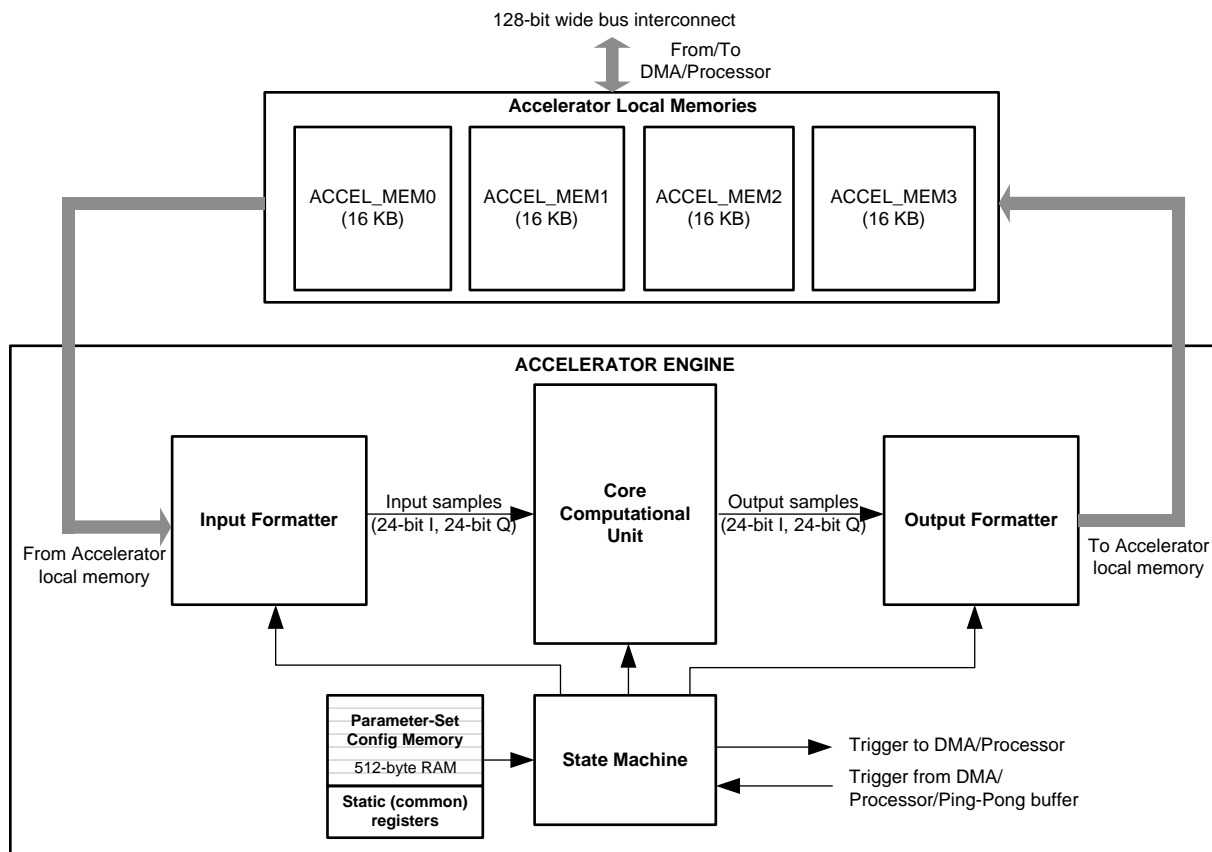 128-bit wide bus interconnect
From/To
DMA/Processor
Accelerator Local Memories
ACCEL_MEM0
(16 KB)
ACCEL_MEM1
(16 KB)
ACCEL_MEM2
(16 KB)
ACCEL_MEM3
(16 KB)
ACCELERATOR ENGINE
Input Formatter
Input samples
(24-bit I, 24-bit Q)
Core
Computational
Unit
Output samples
(24-bit I, 24-bit Q)
Output Formatter
From Accelerator
local memory
To Accelerator
local memory
Parameter-Set
Config Memory
512-byte RAM
Static (common)
registers
State Machine
Trigger to DMA/Processor
Trigger from DMA/
Processor/Ping-Pong buffer